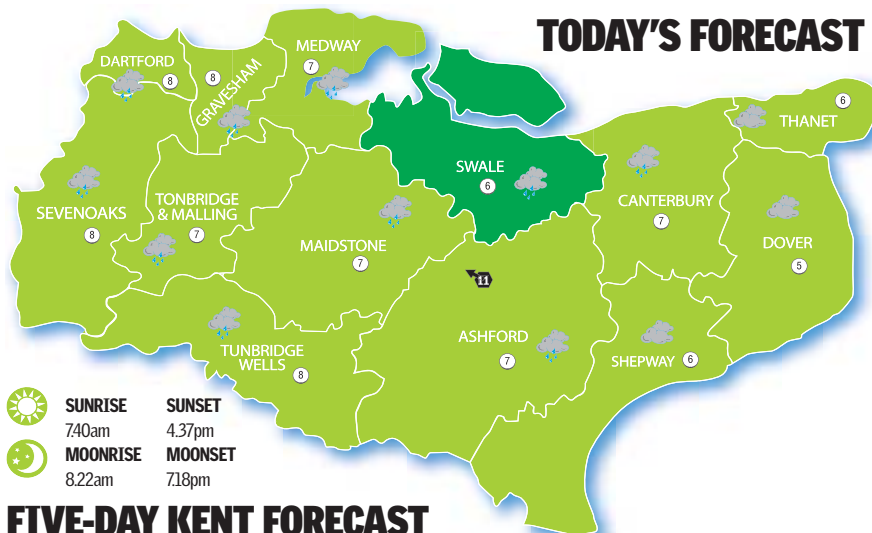 TODAY'S FORECAST
MEDWAY
7
DARTFORD
8
8
GRAVESHAM
6
THANET
SWALE
6
CANTERBURY
7
SEVENOAKS
8
TONBRIDGE
& MALLING
7
MAIDSTONE
7
DOVER
5
11
ASHFORD
7
SHEPWAY 6
TUNBRIDGE
WELLS
8
SUNRISE SUNSET
7.40am 4.37pm
MOONRISE MOONSET
8.22am 7.18pm
FIVE-DAY KENT FORECAST